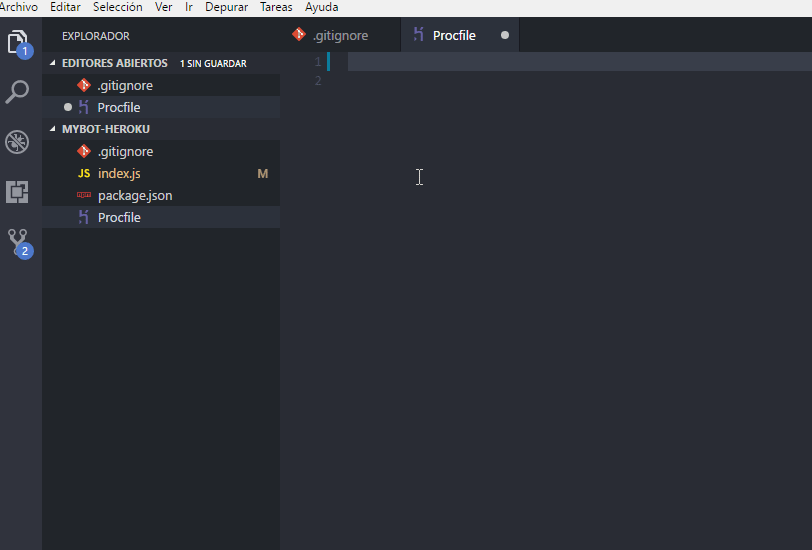 Archivo Editar Selección Ver Ir Depurar Tareas Ayuda
1
EXPLORADOR
.gitignore
Procfile
EDITORES ABIERTOS 1 SIN GUARDAR
.gitignore
Procfile
MYBOT-HEROKU
.gitignore
JS index.js M
package.json
Procfile
2
1
2